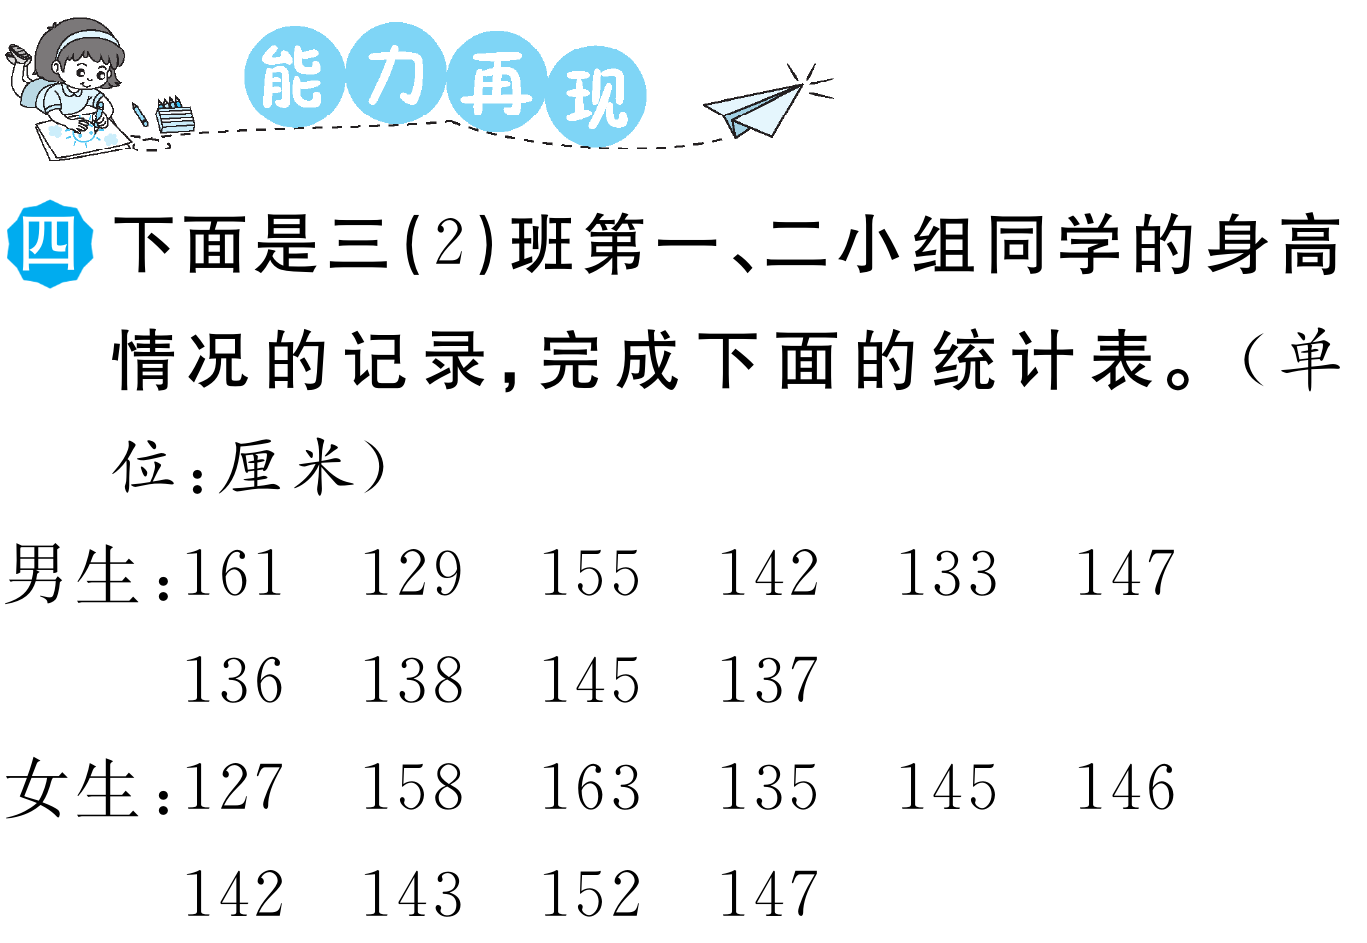 能力再现
四 下面是三(2)班第一、二小组同学的身高
情况的记录,完成下面的统计表。(单
位:厘米)
男生:161 129 155 142 133 147
136 138 145 137
女生:127 158 163 135 145 146
142 143 152 147